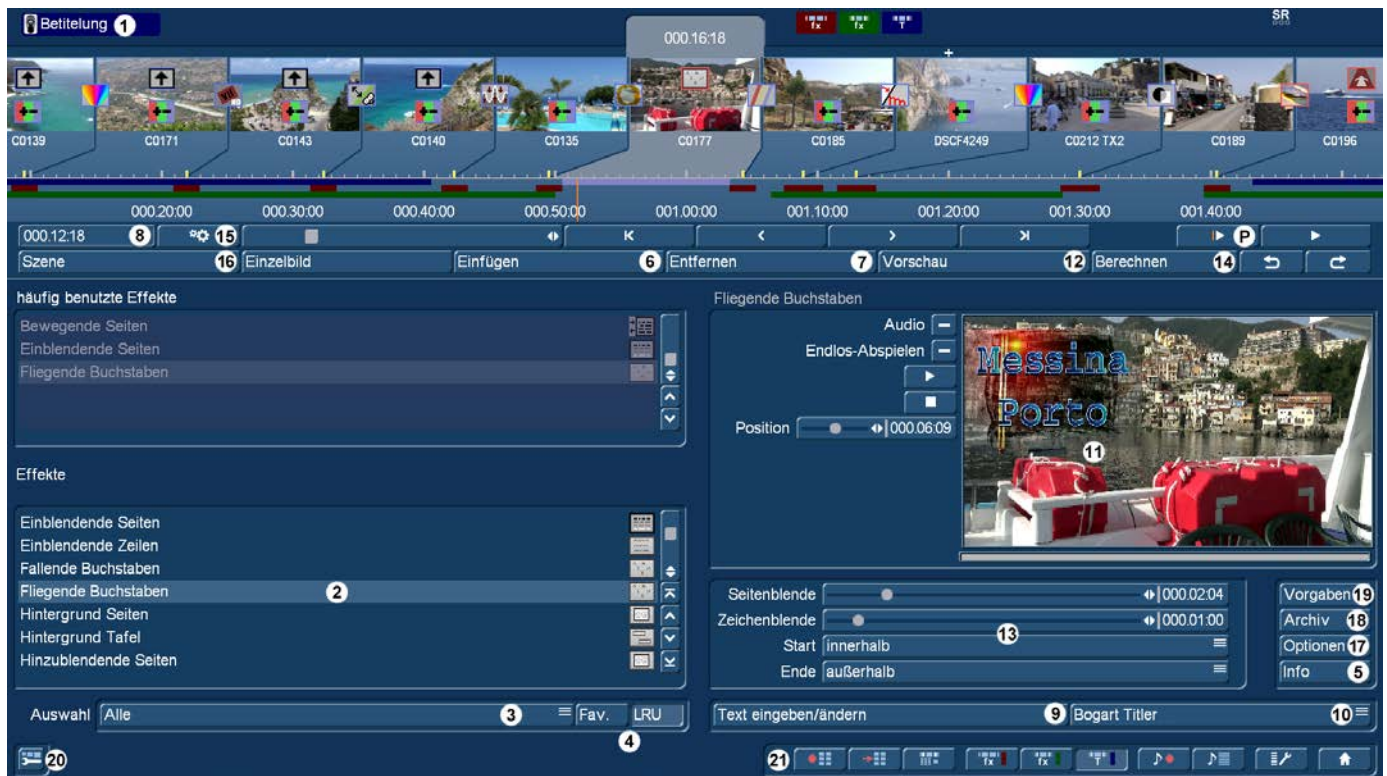 Betitelung 1
SR
fx fx T
000.16:18
C0139 C0171 C0143 C0140 C0135 C0177 C0185 DSCF4249 C0212 TX2 C0189 C0196
000.20:00 000.30:00 000.40:00 000.50:00 001.00:00 001.10:00 001.20:00 001.30:00 001.40:00
000.12:18 8 15 P
Szene 16 Einzelbild Einfügen 6 Entfernen 7 Vorschau 12 Berechnen 14
häufig benutzte Effekte
Bewegende Seiten
Einblendende Seiten
Fliegende Buchstaben
Effekte
Einblendende Seiten
Einblendende Zeilen
Fallende Buchstaben
Fliegende Buchstaben 2
Hintergrund Seiten
Hintergrund Tafel
Hinzublendende Seiten
Auswahl Alle 3 Fav. LRU
4
20
Fliegende Buchstaben
Audio
Endlos-Abspielen
Position 000.06:09
Messina
Porto
11
Seitenblende 000.02:04
Zeichenblende 000.01:00
13
Start innerhalb
Ende außerhalb
Vorgaben 19
Archiv 18
Optionen 17
Info 5
Text eingeben/ändern 9 Bogart Titler 10
21 fx fx T